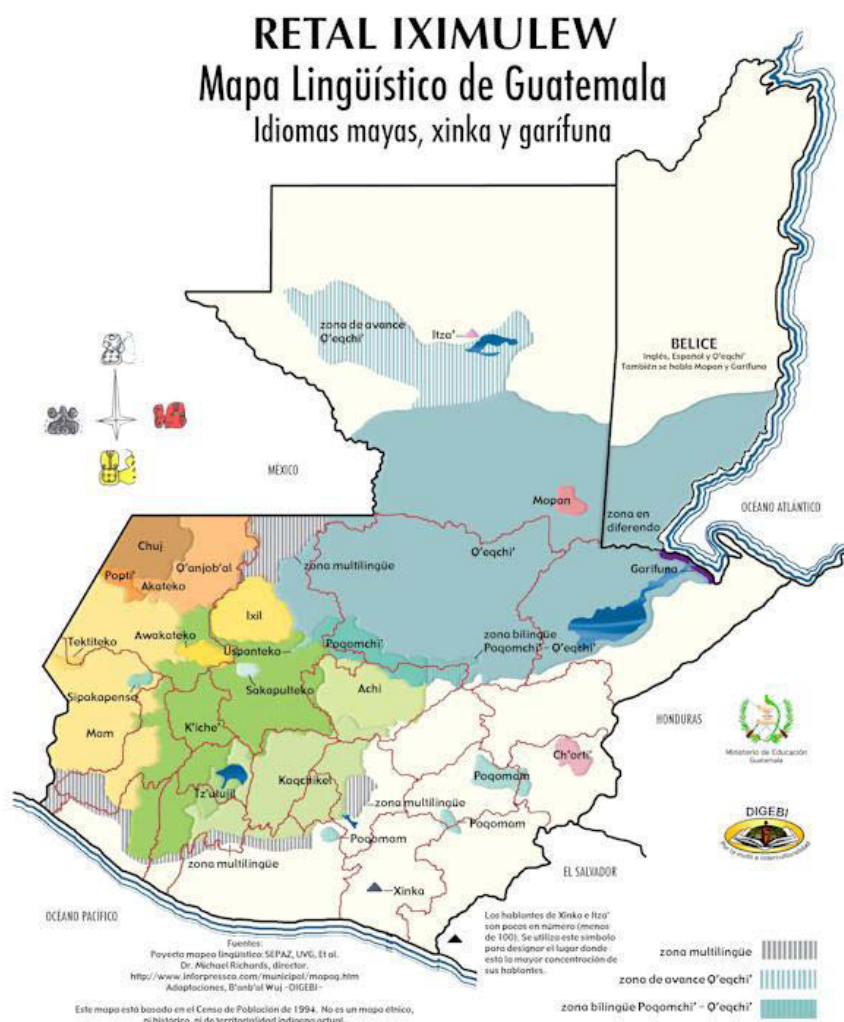 RETAL IXIMULEW
Mapa Lingüístico de Guatemala
Idiomas mayas, xinka y garífuna
zona de avance
Q'eqchi'
Itza'
BELICE
Inglés, Español y Q'eqchi'
También se habla Mopan y Garífuna
MÉXICO
Mopan
zona en
diferendo
OCÉANO ATLÁNTICO
Chuj
Q'anjob'al
Popti'
Akateko
zona multilingüe
Q'eqchi'
Garífuna
Ixil
Tektiteko
Awakateko
Uspanteko
Poqomchi'
zona bilingüe
Poqomchi' - Q'eqchi'
Sipakapense
Sakapulteko
Achi
Mam
K'iche'
HONDURAS
Ministerio de Educación
Guatemala
Ch'orti'
Poqomam
Tz'utujil
Kaqchikel
zona multilingüe
DIGEBI
Poqomam
Poqomam
zona multilingüe
EL SALVADOR
Xinka
OCÉANO PACÍFICO
Los hablantes de Xinka e Itza'
son pocos en número (menos
de 100). Se utiliza este símbolo
para designar el lugar donde
está la mayor concentración de
sus hablantes.
Fuentes:
Poyecto mapeo lingüístico: SEPAZ, UVG, Et al.
Dr. Michael Richards, director.
http://www.inforpressca.com/municipal/mapag.htm
Adaptaciones, B'anb'al Wuj -DIGEBI-
zona multilingüe
zona de avance Q'eqchi'
zona bilingüe Poqomchi' - Q'eqchi'
Este mapa está basado en el Censo de Población de 1994. No es un mapa étnico,
ni histórico, ni de territorialidad indígena actual.